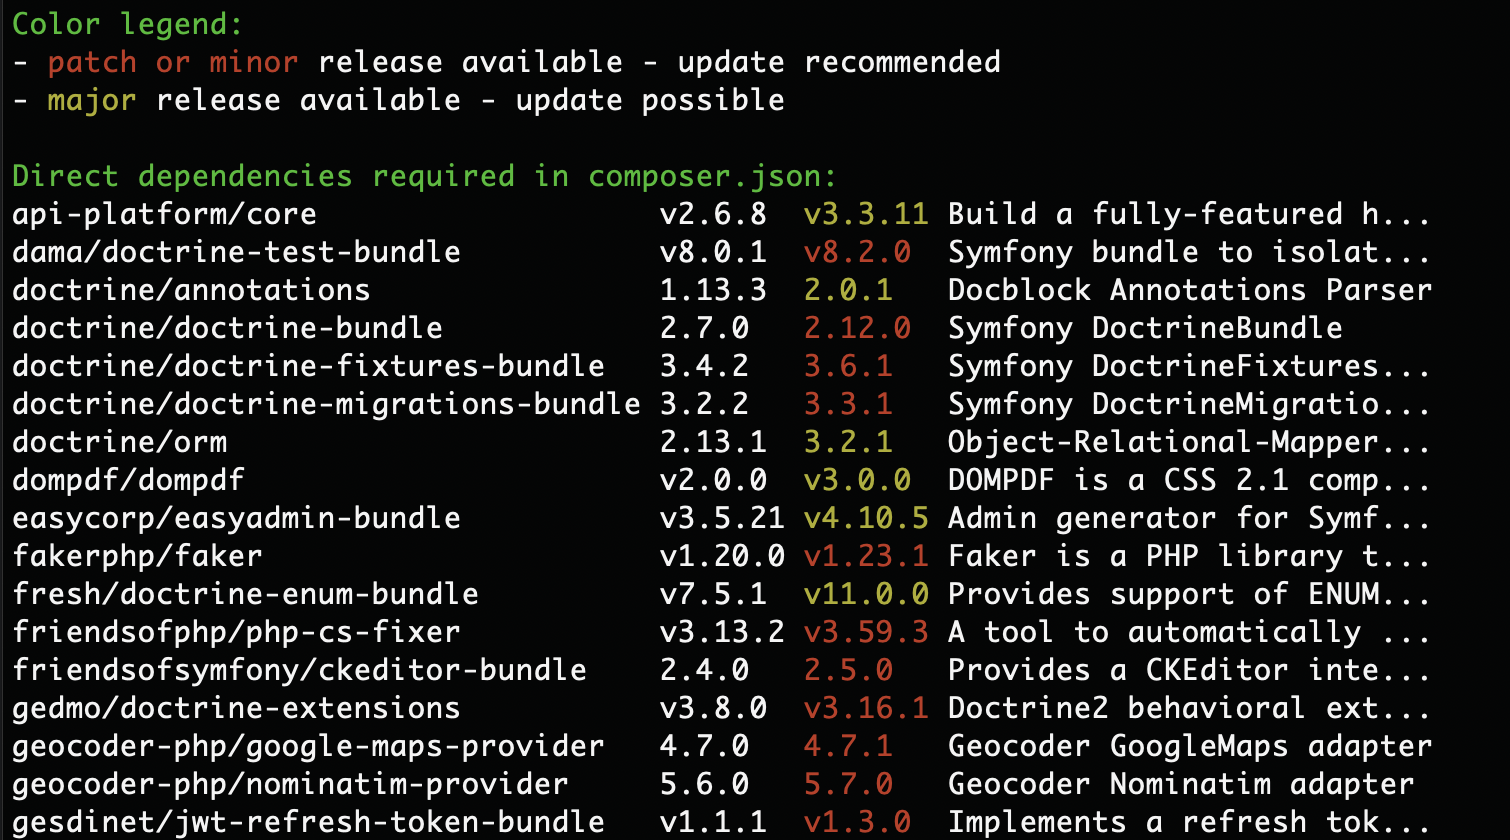 Color legend:
- patch or minor release available - update recommended
- major release available - update possible
Direct dependencies required in composer.json:
api-platform/core v2.6.8 v3.3.11 Build a fully-featured h...
dama/doctrine-test-bundle v8.0.1 v8.2.0 Symfony bundle to isolat...
doctrine/annotations 1.13.3 2.0.1 Docblock Annotations Parser
doctrine/doctrine-bundle 2.7.0 2.12.0 Symfony DoctrineBundle
doctrine/doctrine-fixtures-bundle 3.4.2 3.6.1 Symfony DoctrineFixtures...
doctrine/doctrine-migrations-bundle 3.2.2 3.3.1 Symfony DoctrineMigratio...
doctrine/orm 2.13.1 3.2.1 Object-Relational-Mapper...
dompdf/dompdf v2.0.0 v3.0.0 DOMPDF is a CSS 2.1 comp...
easycorp/easyadmin-bundle v3.5.21 v4.10.5 Admin generator for Symf...
fakerphp/faker v1.20.0 v1.23.1 Faker is a PHP library t...
fresh/doctrine-enum-bundle v7.5.1 v11.0.0 Provides support of ENUM...
friendsofphp/php-cs-fixer v3.13.2 v3.59.3 A tool to automatically ...
friendsofsymfony/ckeditor-bundle 2.4.0 2.5.0 Provides a CKEditor inte...
gedmo/doctrine-extensions v3.8.0 v3.16.1 Doctrine2 behavioral ext...
geocoder-php/google-maps-provider 4.7.0 4.7.1 Geocoder GoogleMaps adapter
geocoder-php/nominatim-provider 5.6.0 5.7.0 Geocoder Nominatim adapter
gesdinet/jwt-refresh-token-bundle v1.1.1 v1.3.0 Implements a refresh tok...